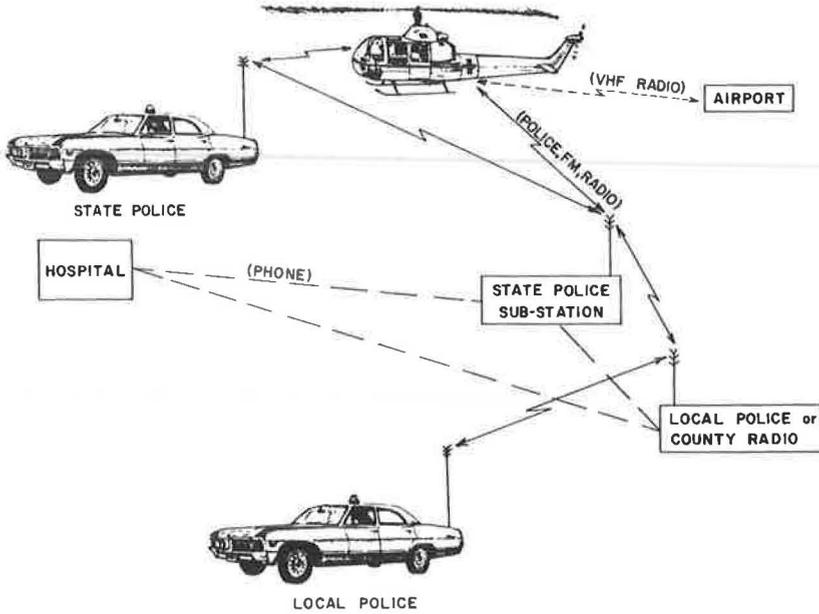 (VHF RADIO)
AIRPORT
(POLICE, FM, RADIO)
STATE POLICE
HOSPITAL
(PHONE)
STATE POLICE
SUB-STATION
LOCAL POLICE or
COUNTY RADIO
LOCAL POLICE